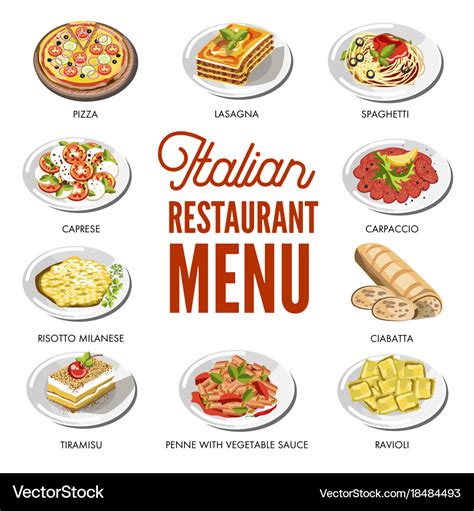 PIZZA
LASAGNA
SPAGHETTI
Italian
RESTAURANT
MENU
CAPRESE
CARPACCIO
RISOTTO MILANESE
CIABATTA
TIRAMISU
PENNE WITH VEGETABLE SAUCE
RAVIOLI
VectorStock
VectorStock.com/18484493